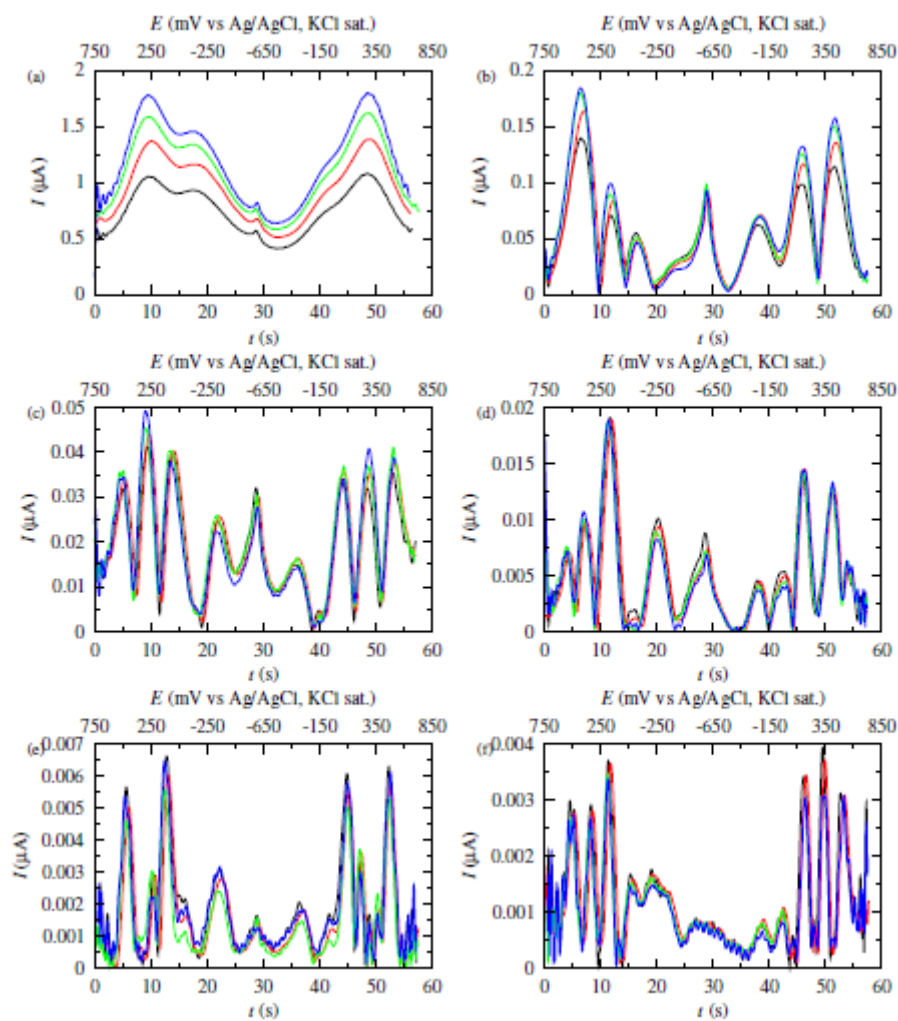 E (mV vs Ag/AgCl, KCl sat.) E (mV vs Ag/AgCl, KCl sat.)
750 250 -250 -650 -150 350 850 750 250 -250 -650 -150 350 850
(a) 2 1.5 1 0.5 0
I (μA)
0 10 20 30 40 50 60
t (s)
(b) 0.2 0.15 0.1 0.05 0
I (μA)
0 10 20 30 40 50 60
t (s)
E (mV vs Ag/AgCl, KCl sat.) E (mV vs Ag/AgCl, KCl sat.)
750 250 -250 -650 -150 350 850 750 250 -250 -650 -150 350 850
(c) 0.05 0.04 0.03 0.02 0.01 0
I (μA)
0 10 20 30 40 50 60
t (s)
(d) 0.02 0.015 0.01 0.005 0
I (μA)
0 10 20 30 40 50 60
t (s)
E (mV vs Ag/AgCl, KCl sat.) E (mV vs Ag/AgCl, KCl sat.)
750 250 -250 -650 -150 350 850 750 250 -250 -650 -150 350 850
(e) 0.007 0.006 0.005 0.004 0.003 0.002 0.001 0
I (μA)
0 10 20 30 40 50 60
t (s)
(f) 0.004 0.003 0.002 0.001 0
I (μA)
0 10 20 30 40 50 60
t (s)